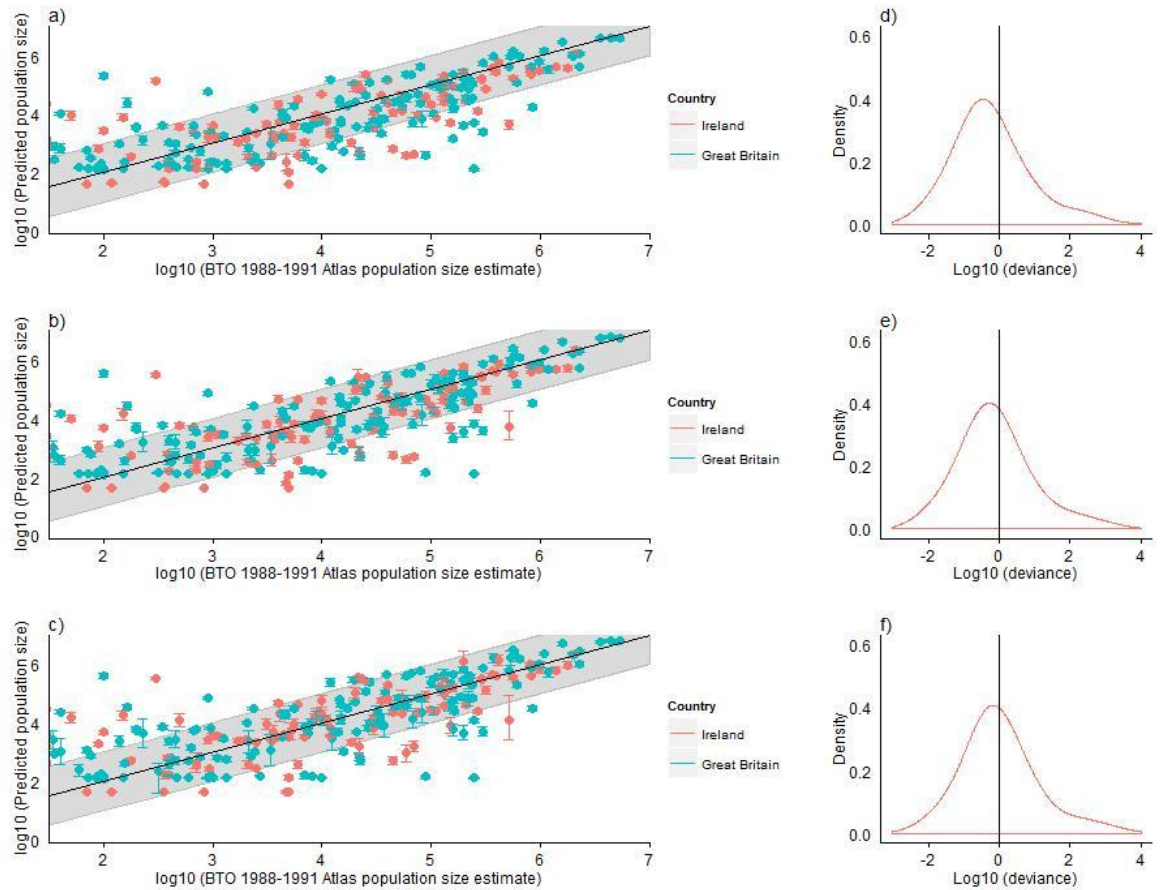 a)
log10 (Predicted population size)
6
4
2
0
2 3 4 5 6 7
log10 (BTO 1988-1991 Atlas population size estimate)
Country
Ireland
Great Britain
d)
Density
0.6
0.4
0.2
0.0
-2 0 2 4
Log10 (deviance)
b)
log10 (Predicted population size)
6
4
2
0
2 3 4 5 6 7
log10 (BTO 1988-1991 Atlas population size estimate)
Country
Ireland
Great Britain
e)
Density
0.6
0.4
0.2
0.0
-2 0 2 4
Log10 (deviance)
c)
log10 (Predicted population size)
6
4
2
0
2 3 4 5 6 7
log10 (BTO 1988-1991 Atlas population size estimate)
Country
Ireland
Great Britain
f)
Density
0.6
0.4
0.2
0.0
-2 0 2 4
Log10 (deviance)